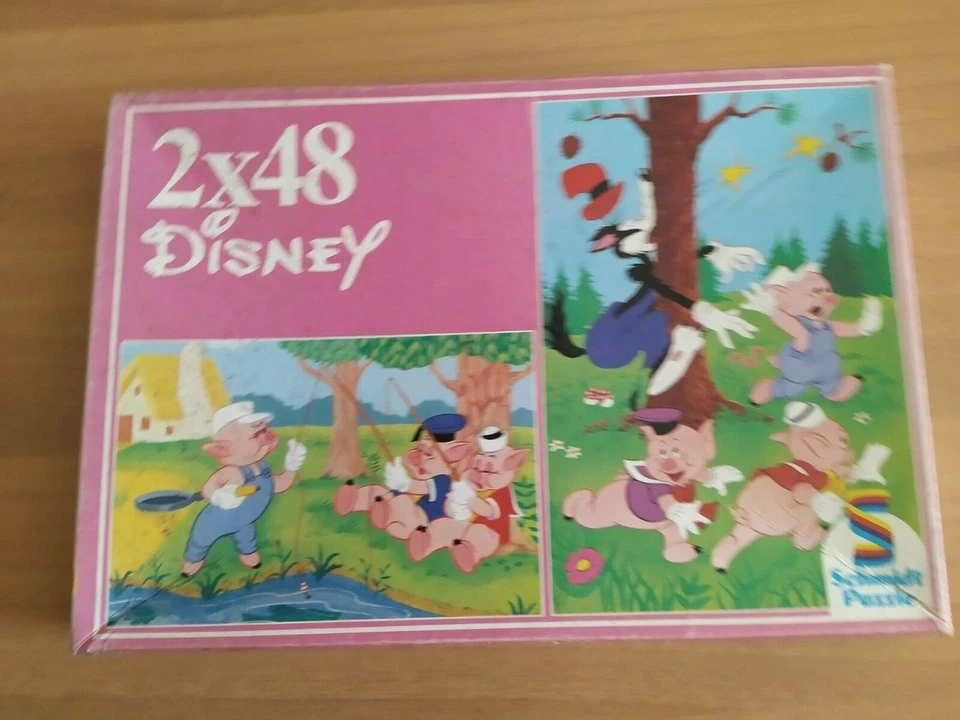 2x48
Disney
Schmidt
Puzzle